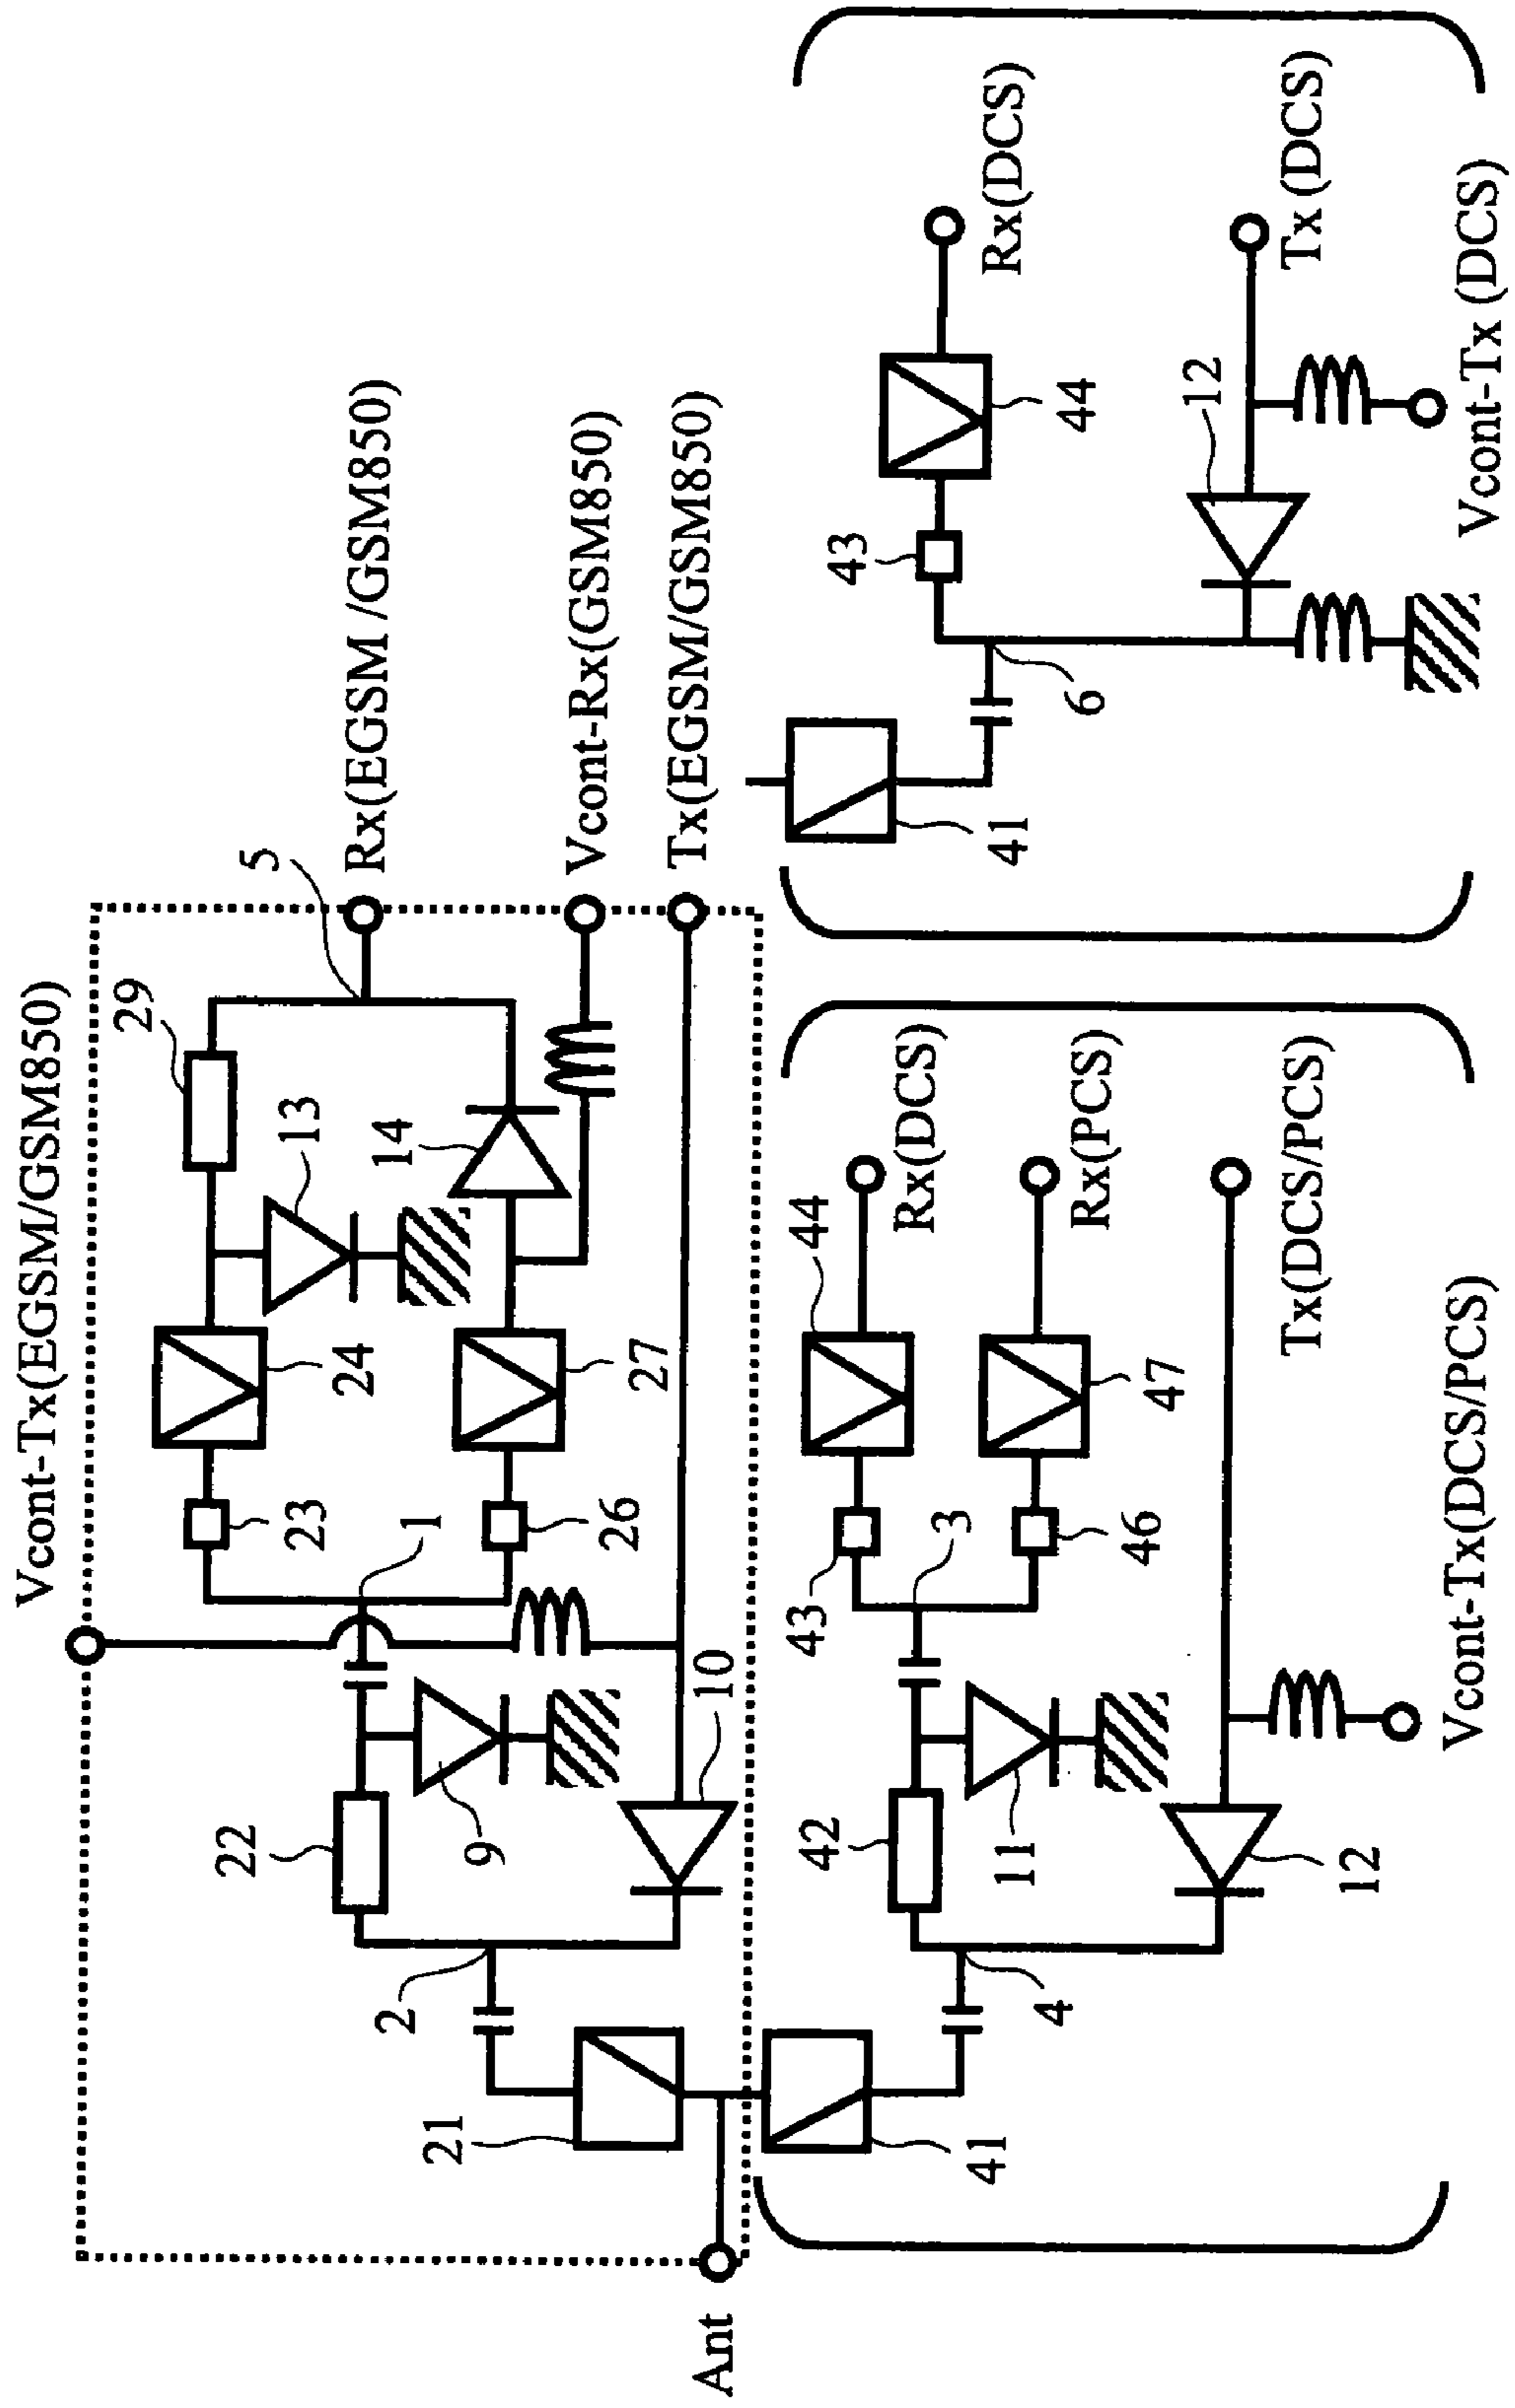 Vcont-Tx(EGSM/GSM850)
29
5
Rx(EGSM /GSM850)
13
14
Vcont-Rx(GSM850)
24
27
Tx(EGSM/GSM850)
23
1
26
22
9
10
2
21
Ant
44
Rx(DCS)
43
3
47
Rx(PCS)
46
42
11
Tx(DCS/PCS)
12
4
41
Vcont-Tx(DCS/PCS)
Rx(DCS)
44
43
12
Tx (DCS)
6
41
Vcont-Tx (DCS)